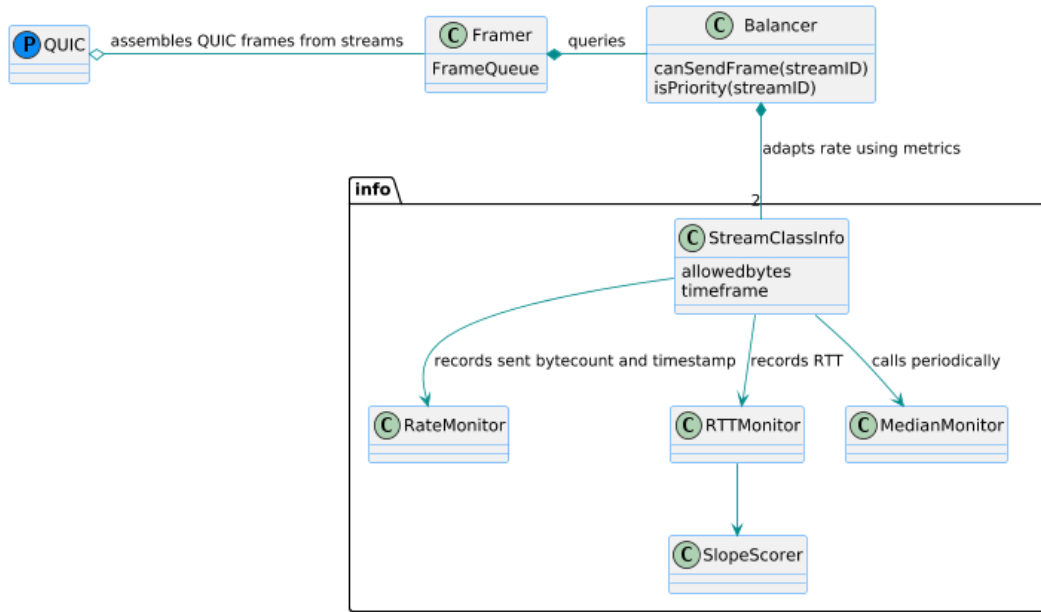 P QUIC
assembles QUIC frames from streams
C Framer
FrameQueue
queries
C Balancer
canSendFrame(streamID)
isPriority(streamID)
adapts rate using metrics
2
info
C StreamClassInfo
allowedbytes
timeframe
records sent bytecount and timestamp
records RTT
calls periodically
C RateMonitor
C RTTMonitor
C MedianMonitor
C SlopeScorer